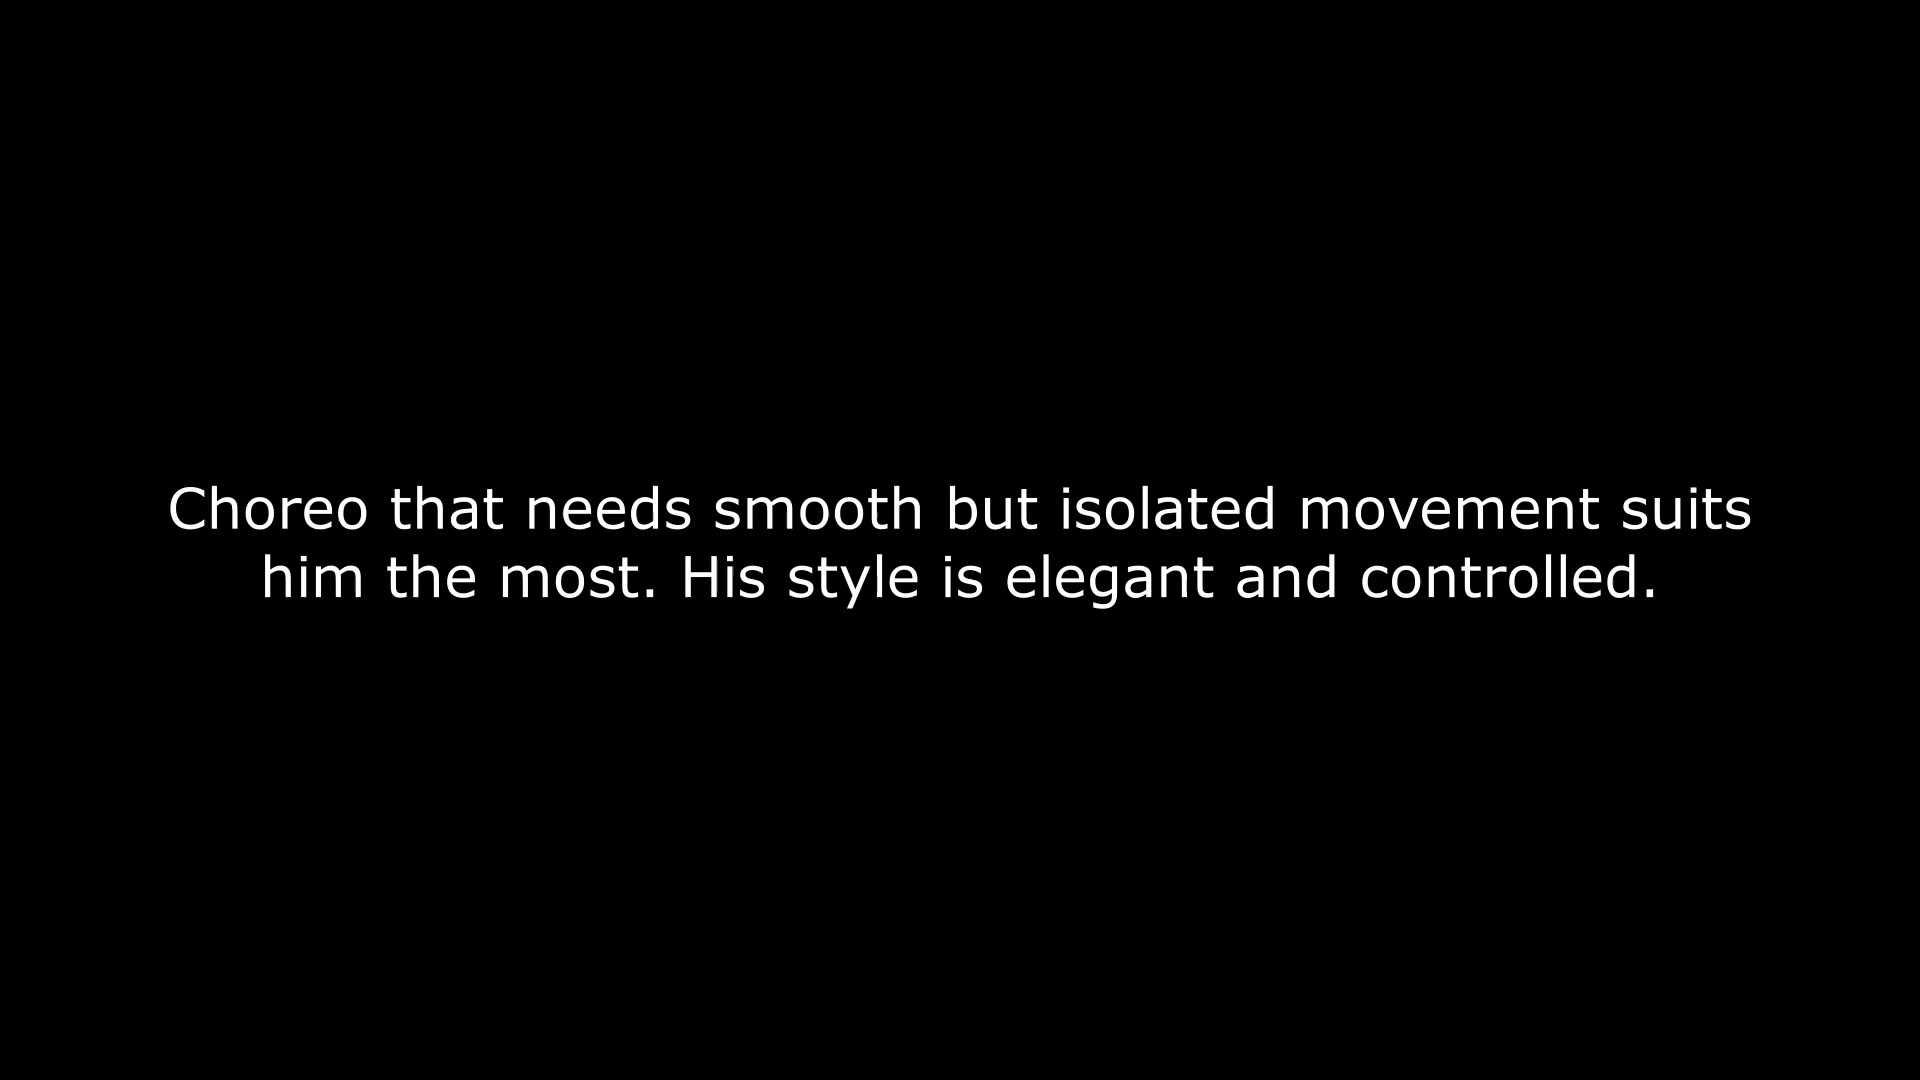 Choreo that needs smooth but isolated movement suits
him the most. His style is elegant and controlled.